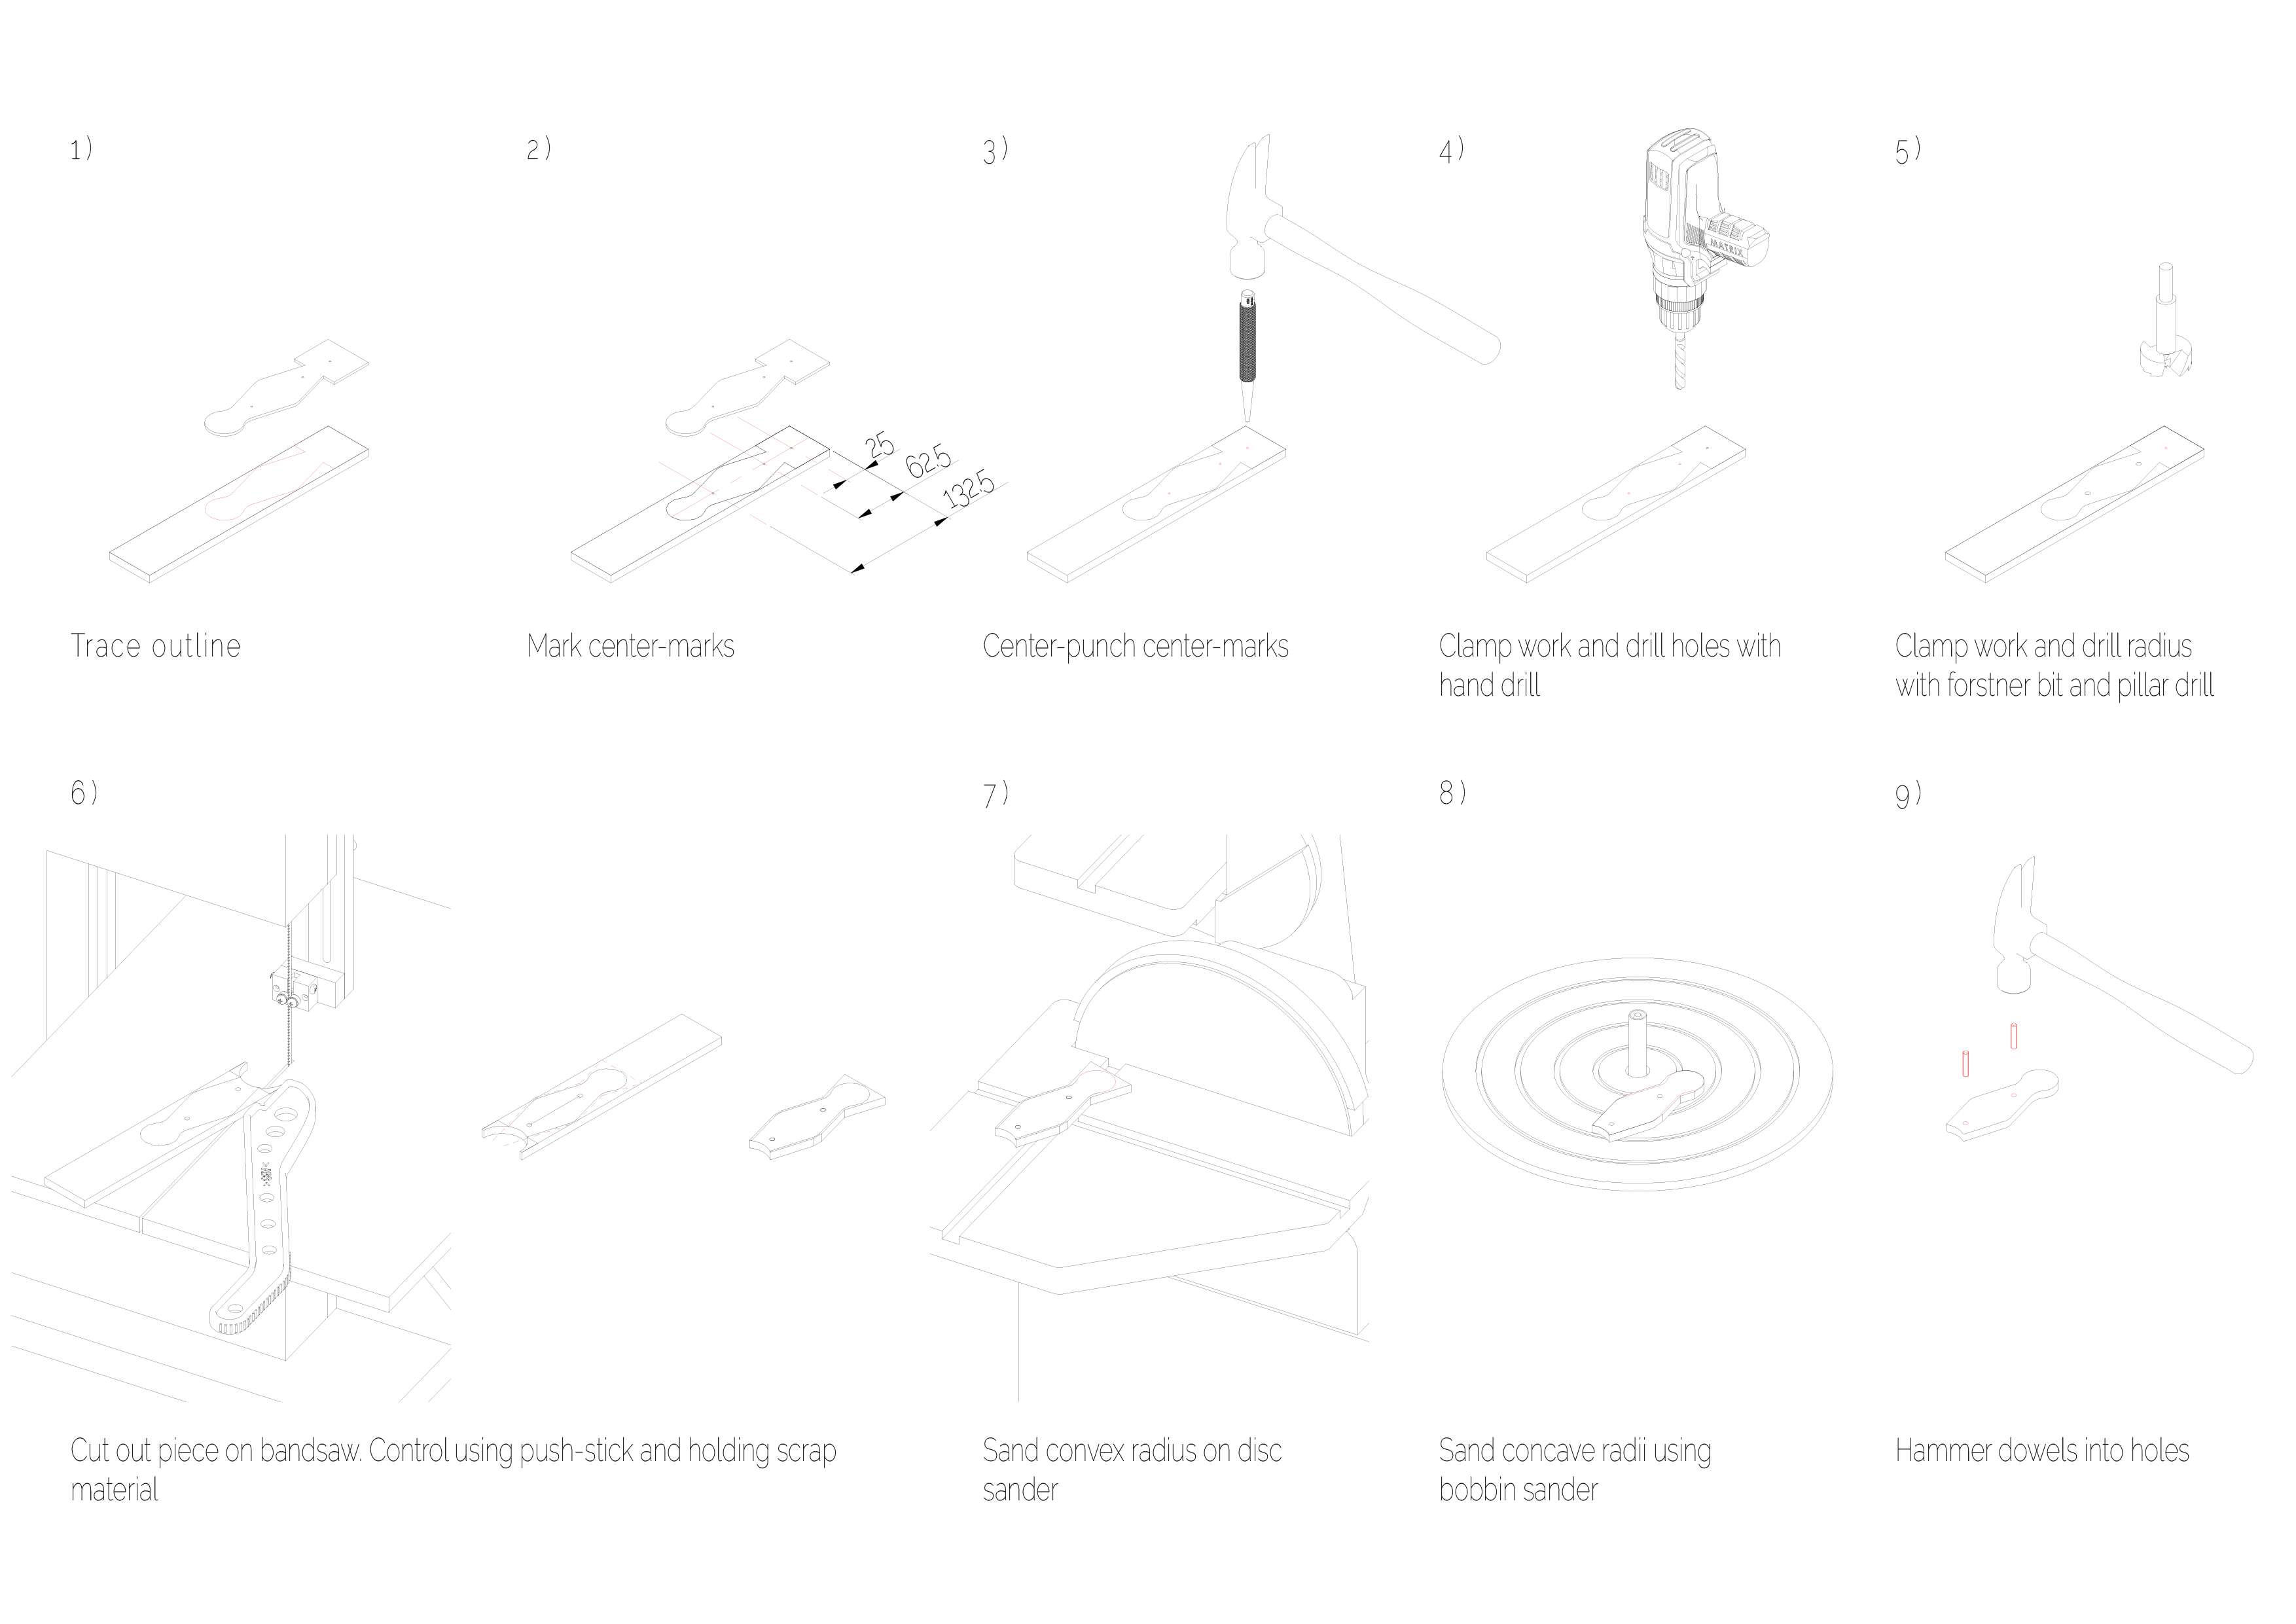 1)
2)
3)
4)
5)
MATRIX
25
62.5
132.5
Trace outline
Mark center-marks
Center-punch center-marks
Clamp work and drill holes with
hand drill
Clamp work and drill radius
with forstner bit and pillar drill
6)
7)
8)
9)
Cut out piece on bandsaw. Control using push-stick and holding scrap
material
Sand convex radius on disc
sander
Sand concave radii using
bobbin sander
Hammer dowels into holes